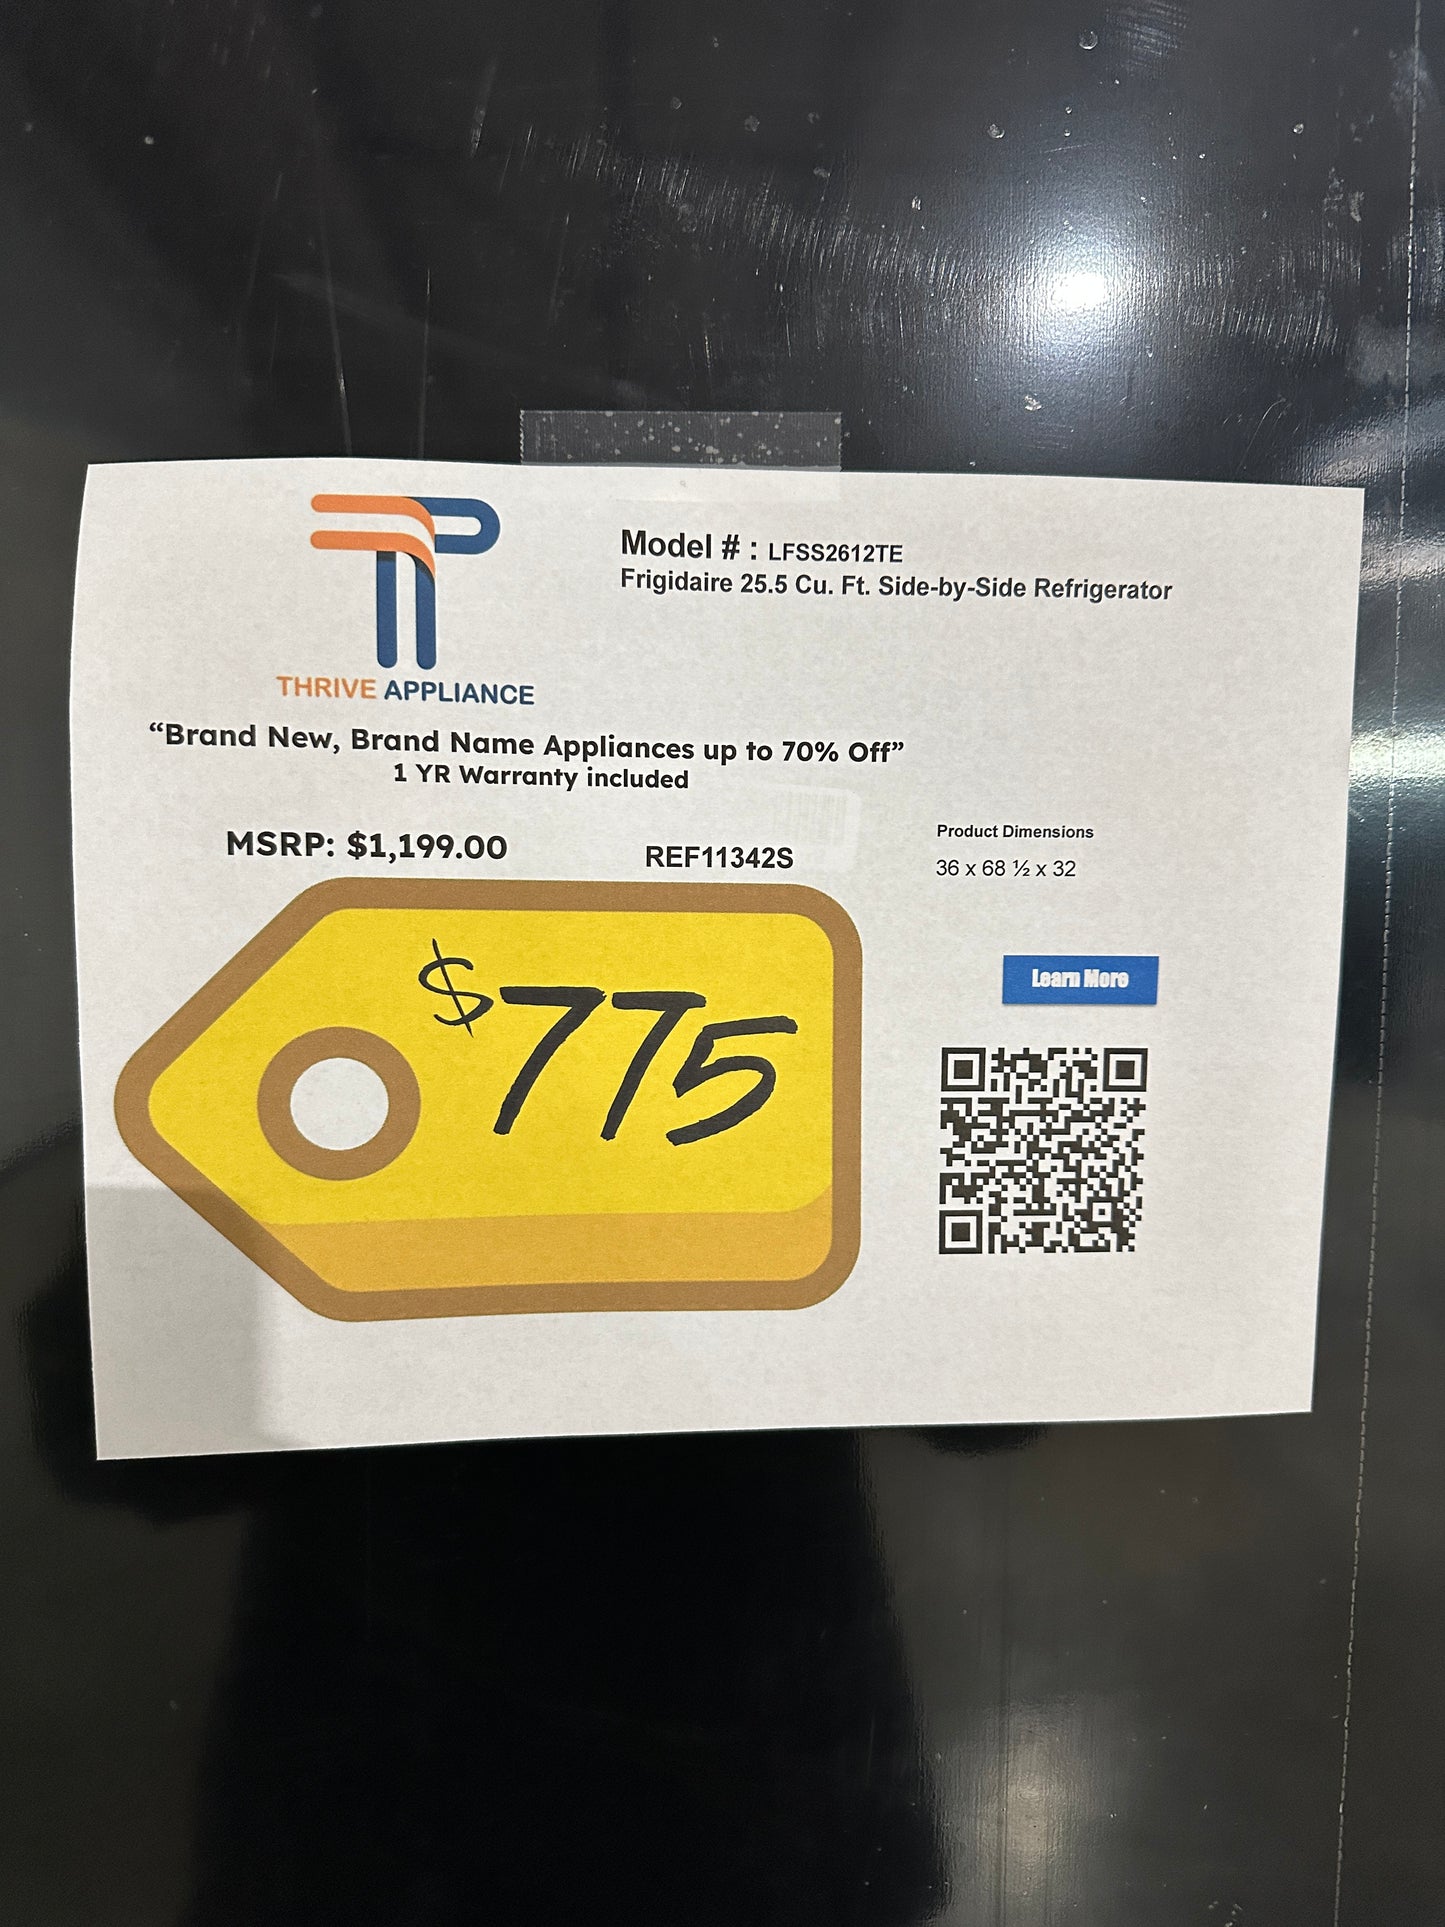 TP
THRIVE APPLIANCE
Model # : LFSS2612TE
Frigidaire 25.5 Cu. Ft. Side-by-Side Refrigerator
“Brand New, Brand Name Appliances up to 70% Off”
1 YR Warranty included
MSRP: $1,199.00
REF11342S
Product Dimensions
36 x 68 ½ x 32
$775
Learn More